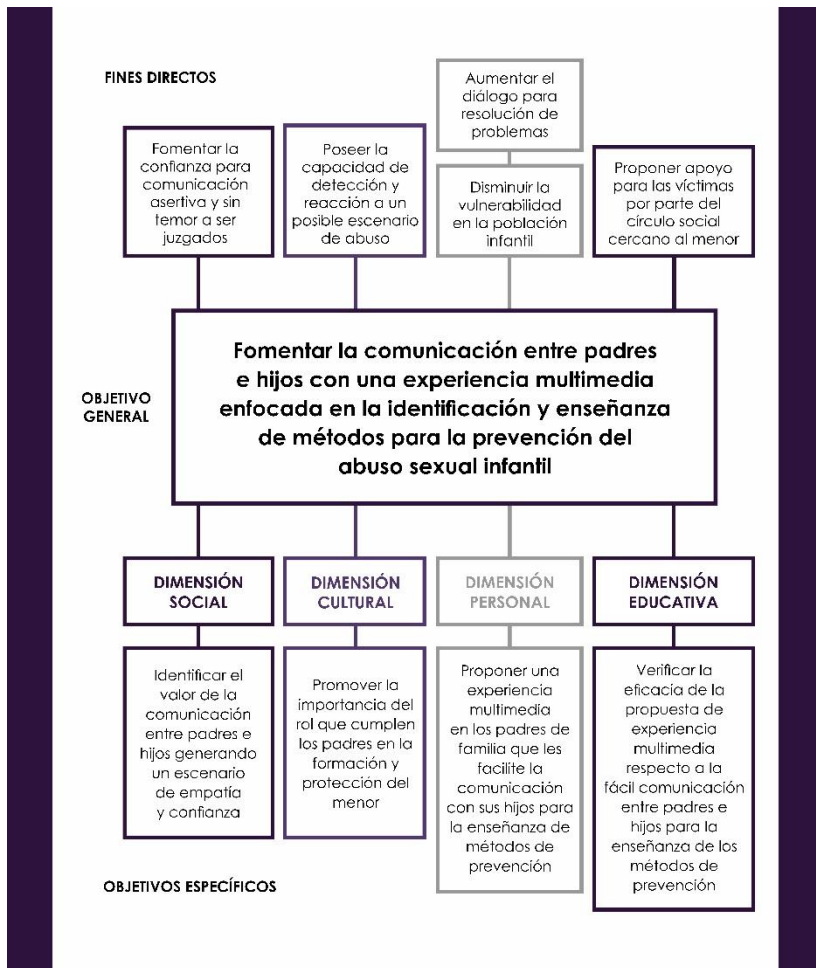 FINES DIRECTOS
Fomentar la
confianza para
comunicación
asertiva y sin
temor a ser
juzgados
Poseer la
capacidad de
detección y
reacción a un
posible escenario
de abuso
Aumentar el
diálogo para
resolución de
problemas
Disminuir la
vulnerabilidad
en la población
infantil
Proponer apoyo
para las víctimas
por parte del
círculo social
cercano al menor
OBJETIVO
GENERAL
Fomentar la comunicación entre padres
e hijos con una experiencia multimedia
enfocada en la identificación y enseñanza
de métodos para la prevención del
abuso sexual infantil
DIMENSIÓN
SOCIAL
DIMENSIÓN
CULTURAL
DIMENSIÓN
PERSONAL
DIMENSIÓN
EDUCATIVA
Identificar el
valor de la
comunicación
entre padres e
hijos generando
un escenario
de empatía
y confianza
Promover la
importancia del
rol que cumplen
los padres en la
formación y
protección del
menor
Proponer una
experiencia
multimedia
en los padres de
familia que les
facilite la
comunicación
con sus hijos para
la enseñanza de
métodos de
prevención
Verificar la
eficacia de la
propuesta de
experiencia
multimedia
respecto a la
fácil comunicación
entre padres e
hijos para la
enseñanza de los
métodos de
prevención
OBJETIVOS ESPECÍFICOS